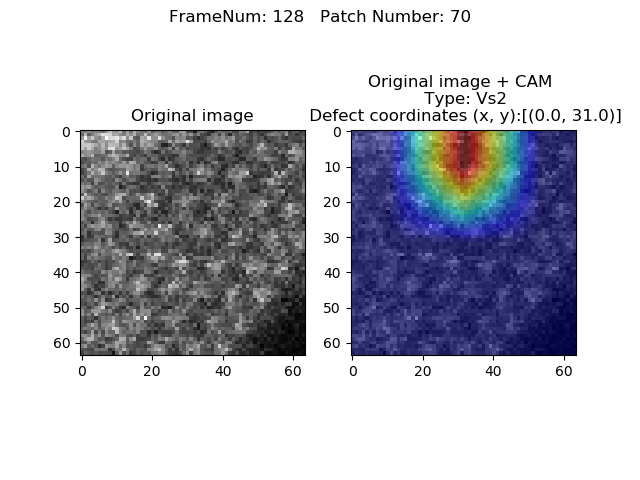 FrameNum: 128   Patch Number: 70
Original image
0
10
20
30
40
50
60
0 20 40 60
Original image + CAM
Type: Vs2
Defect coordinates (x, y):[(0.0, 31.0)]
0
10
20
30
40
50
60
0 20 40 60